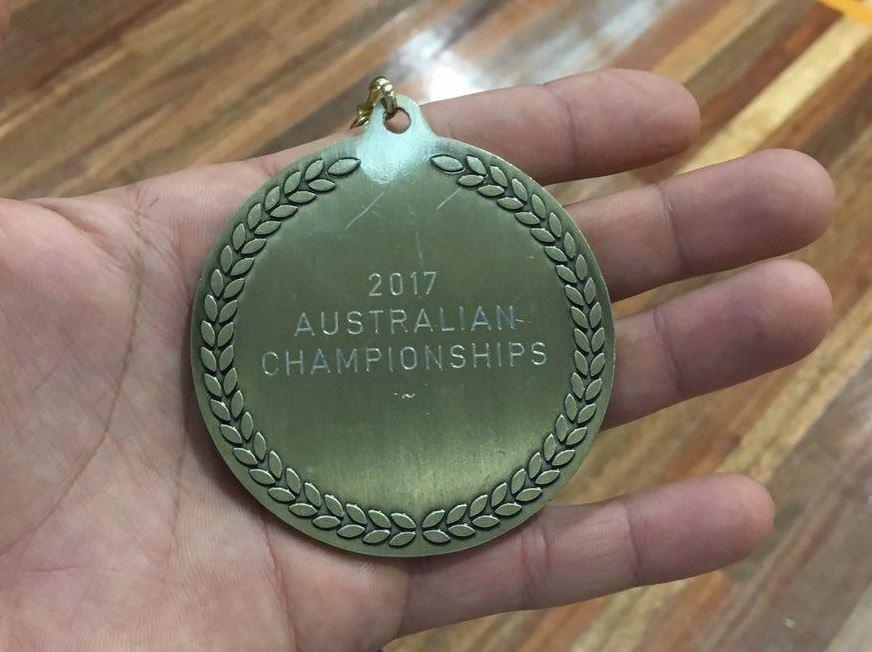 2017
AUSTRALIAN
CHAMPIONSHIPS
~